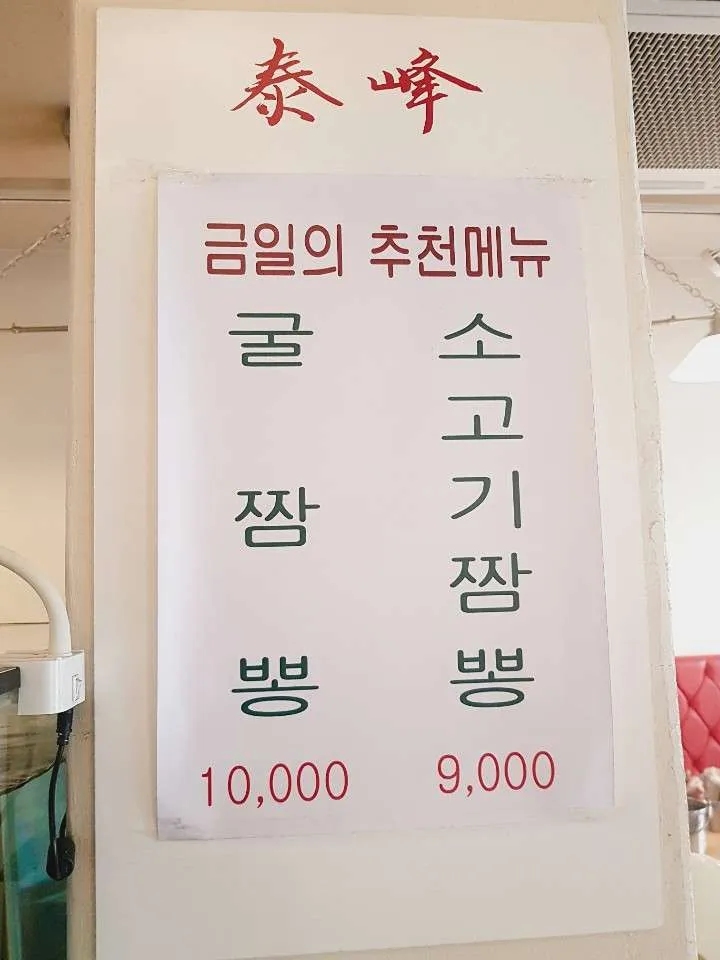 泰峰
금일의 추천메뉴
굴짬뽕
10,000
소고기짬뽕
9,000